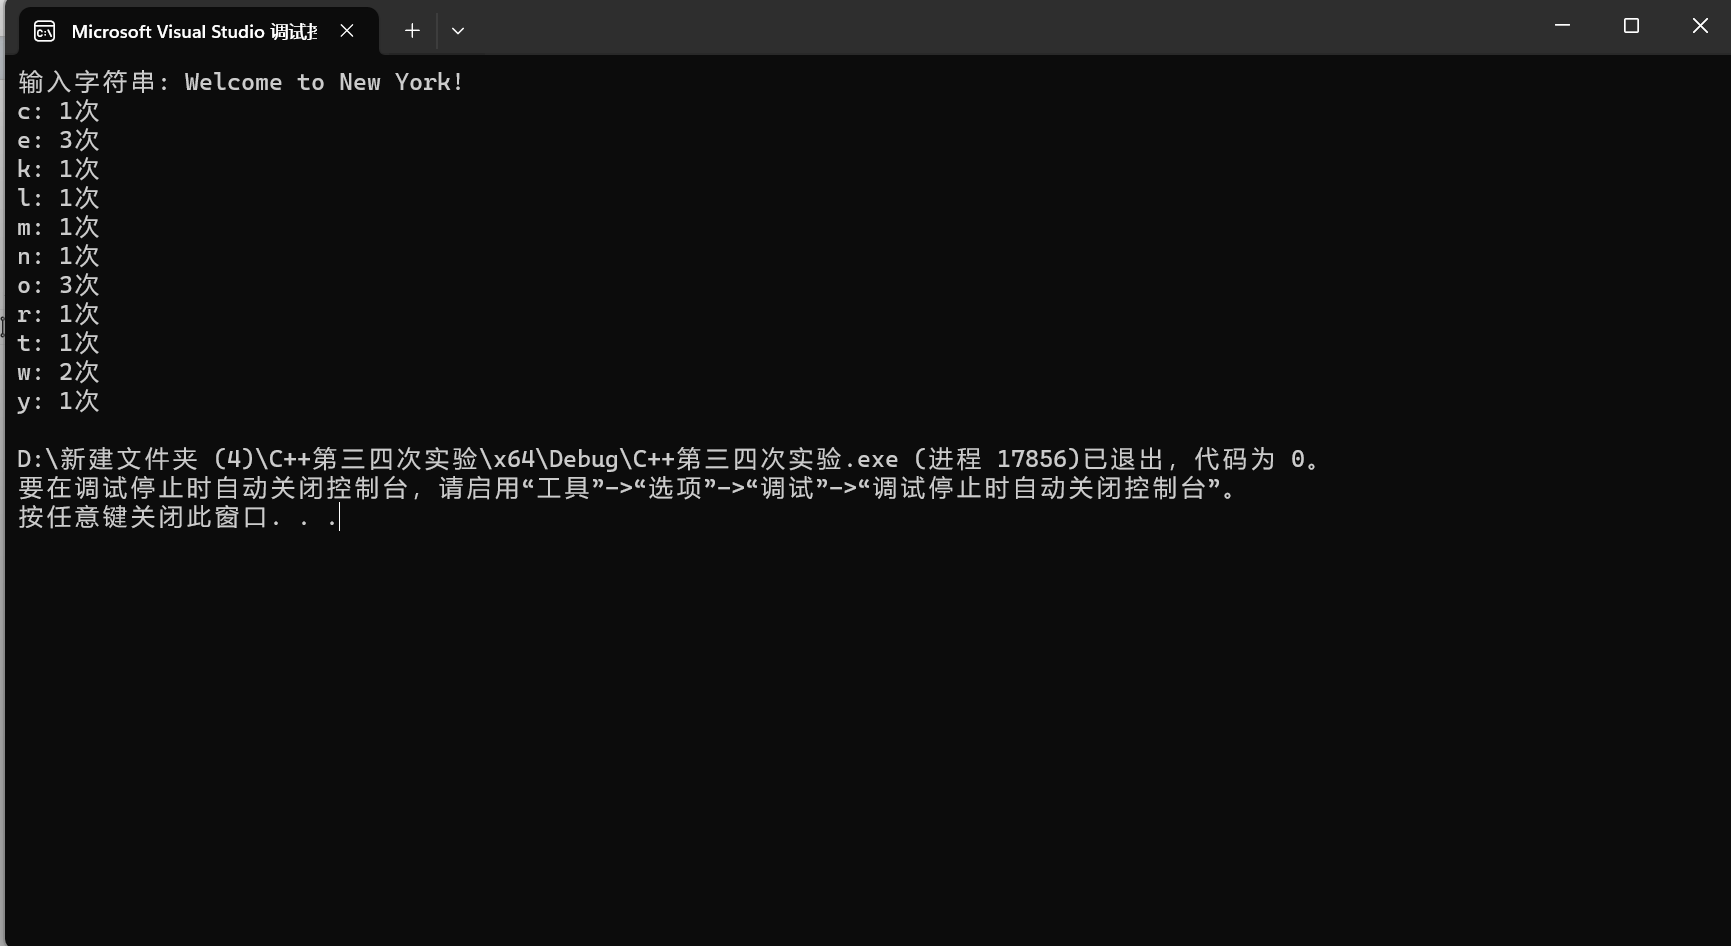 Microsoft Visual Studio 调试
输入字符串: Welcome to New York!
c: 1次
e: 3次
k: 1次
l: 1次
m: 1次
n: 1次
o: 3次
r: 1次
t: 1次
w: 2次
y: 1次
D:\新建文件夹 (4)\C++第三四次实验\x64\Debug\C++第三四次实验.exe (进程 17856)已退出,代码为 0。
要在调试停止时自动关闭控制台,请启用“工具”->“选项”->“调试”->“调试停止时自动关闭控制台”。
按任意键关闭此窗口. . .